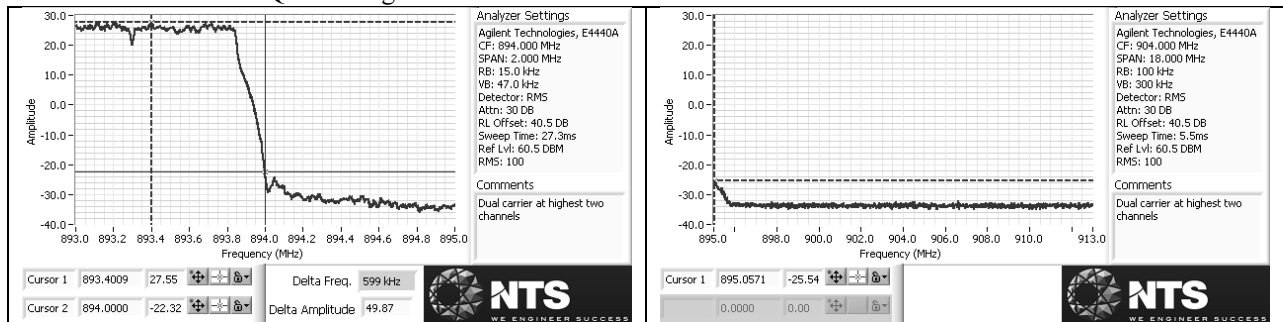 Analyzer Settings
Agilent Technologies, E4440A
CF: 894.000 MHz
SPAN: 2.000 MHz
RB: 15.0 kHz
VB: 47.0 kHz
Detector: RMS
Attn: 30 DB
RL Offset: 40.5 DB
Sweep Time: 27.3ms
Ref Lvl: 60.5 DBM
RMS: 100
Comments
Dual carrier at highest two
channels
Amplitude
30.0
20.0
10.0
0.0
-10.0
-20.0
-30.0
-40.0
893.0 893.2 893.4 893.6 893.8 894.0 894.2 894.4 894.6 894.8 895.0
Frequency (MHz)
Cursor 1 893.4009 27.55
Cursor 2 894.0000 -22.32
Delta Freq. 599 kHz
Delta Amplitude 49.87
NTS
WE ENGINEER SUCCESS
Analyzer Settings
Agilent Technologies, E4440A
CF: 904.000 MHz
SPAN: 18.000 MHz
RB: 100 kHz
VB: 300 kHz
Detector: RMS
Attn: 30 DB
RL Offset: 40.5 DB
Sweep Time: 5.5ms
Ref Lvl: 60.5 DBM
RMS: 100
Comments
Dual carrier at highest two
channels
Amplitude
30.0
20.0
10.0
0.0
-10.0
-20.0
-30.0
-40.0
895.0 898.0 900.0 902.0 904.0 906.0 908.0 910.0 913.0
Frequency (MHz)
Cursor 1 895.0571 -25.54
0.0000 0.00
NTS
WE ENGINEER SUCCESS